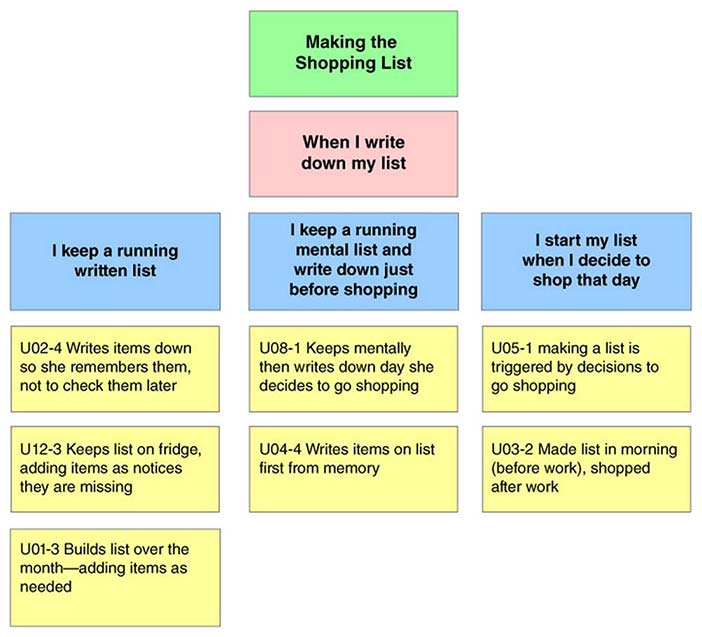 Making the
Shopping List
When I write
down my list
I keep a running
written list
I keep a running
mental list and
write down just
before shopping
I start my list
when I decide to
shop that day
U02-4 Writes items down
so she remembers them,
not to check them later
U08-1 Keeps mentally
then writes down day she
decides to go shopping
U05-1 making a list is
triggered by decisions to
go shopping
U12-3 Keeps list on fridge,
adding items as notices
they are missing
U04-4 Writes items on list
first from memory
U03-2 Made list in morning
(before work), shopped
after work
U01-3 Builds list over the
month—adding items as
needed